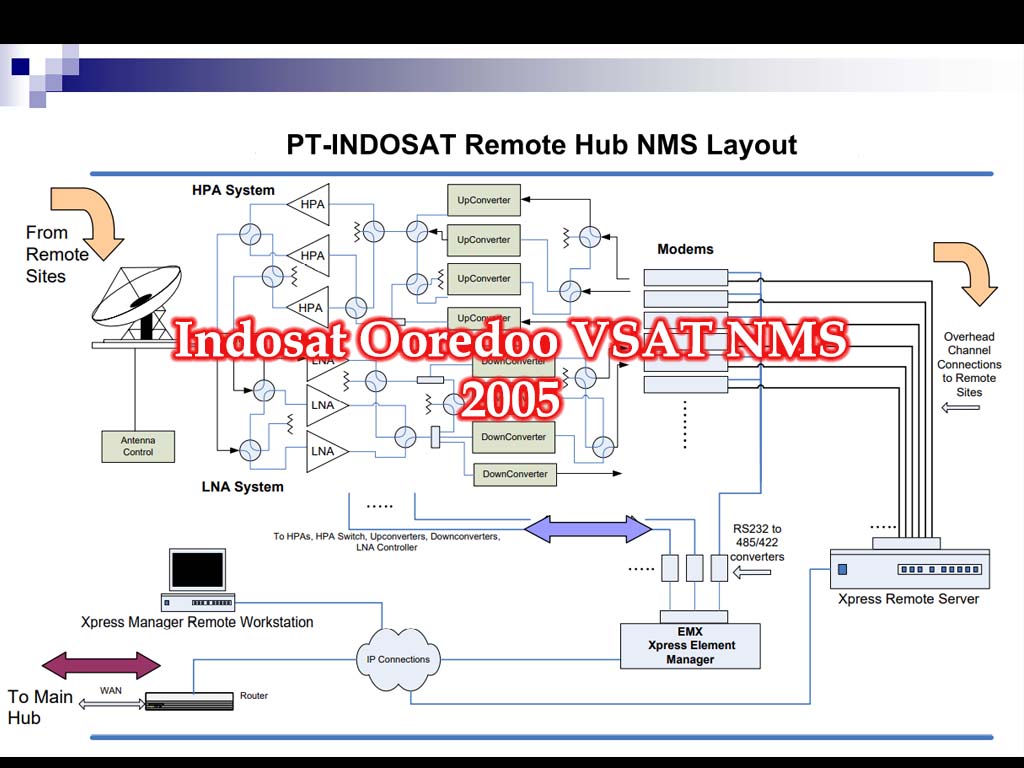 PT-INDOSAT Remote Hub NMS Layout
HPA System
From
Remote
Sites
HPA
HPA
HPA
UpConverter
UpConverter
UpConverter
UpConverter
Modems
Indosat Ooredoo VSAT NMS
2005
LNA
LNA
LNA
DownConverter
DownConverter
DownConverter
Overhead
Channel
Connections
to Remote
Sites
Antenna
Control
LNA System
To HPAs, HPA Switch, Upconverters, Downconverters,
LNA Controller
RS232 to
485/422
converters
Xpress Remote Server
Xpress Manager Remote Workstation
EMX
Xpress Element
Manager
IP Connections
To Main
Hub
WAN
Router